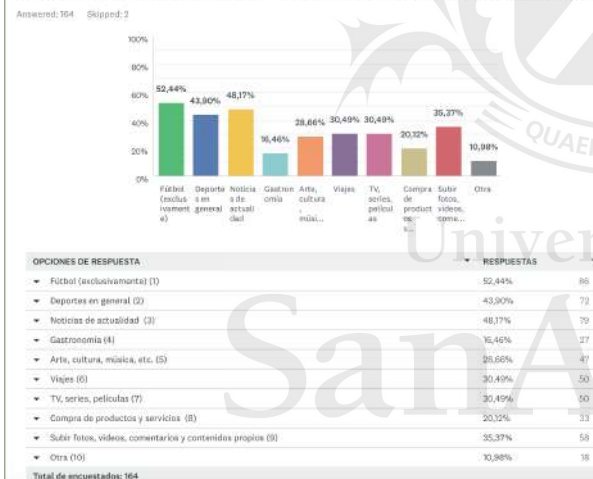 Answered: 164 Skipped: 2
100%
80%
60%
40%
20%
0%
52,44%
43,90%
48,17%
16,46%
28,66%
30,49%
30,49%
20,12%
35,37%
10,98%
Fútbol (exclusivamente)
Deportes en general
Noticias de actualidad
Gastronomía
Arte, cultura, músi...
Viajes
TV, series, películas
Compra de productos s...
Subir fotos, videos, come...
Otra
OPCIONES DE RESPUESTA RESPUESTAS
Fútbol (exclusivamente) (1) 52,44% 86
Deportes en general (2) 43,90% 72
Noticias de actualidad (3) 48,17% 79
Gastronomía (4) 16,46% 27
Arte, cultura, música, etc. (5) 28,66% 47
Viajes (6) 30,49% 50
TV, series, películas (7) 30,49% 50
Compra de productos y servicios (8) 20,12% 33
Subir fotos, videos, comentarios y contenidos propios (9) 35,37% 58
Otra (10) 10,98% 18
Total de encuestados: 164
QUAE
Univer
SanA